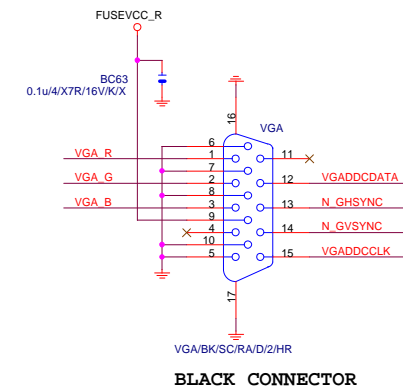 FUSEVCC_R
BC63
0.1u/4/X7R/16V/K/X
16
VGA
6
VGA_R 1 11
7
VGA_G 2 12 VGADDCDATA
8
VGA_B 3 13 N_GHSYNC
9
4 14 N_GVSYNC
10
5 15 VGADDCCLK
17
VGA/BK/SC/RA/D/2/HR
BLACK CONNECTOR